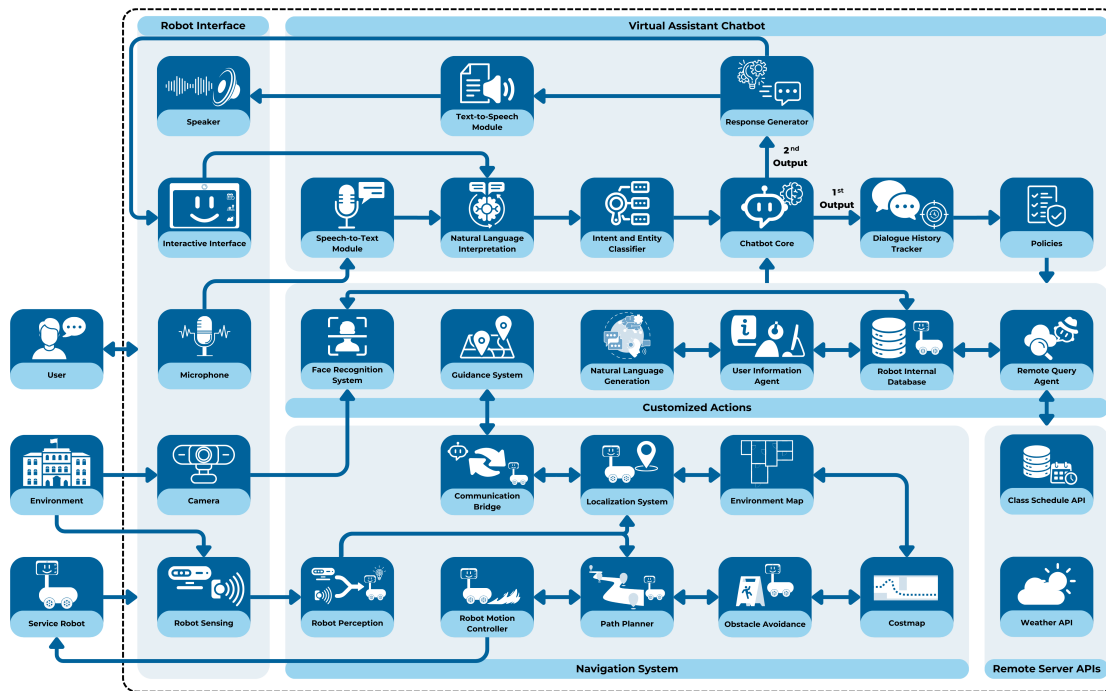 Robot Interface
Virtual Assistant Chatbot
Speaker
Text-to-Speech
Module
Response Generator
2nd
Output
1st
Output
Interactive Interface
Speech-to-Text
Module
Natural Language
Interpretation
Intent and Entity
Classifier
Chatbot Core
Dialogue History
Tracker
Policies
User
Microphone
Face Recognition
System
Guidance System
Natural Language
Generation
User Information
Agent
Robot Internal
Database
Remote Query
Agent
Customized Actions
Environment
Camera
Communication
Bridge
Localization System
Environment Map
Class Schedule API
Service Robot
Robot Sensing
Robot Perception
Robot Motion
Controller
Path Planner
Obstacle Avoidance
Costmap
Weather API
Navigation System
Remote Server APIs